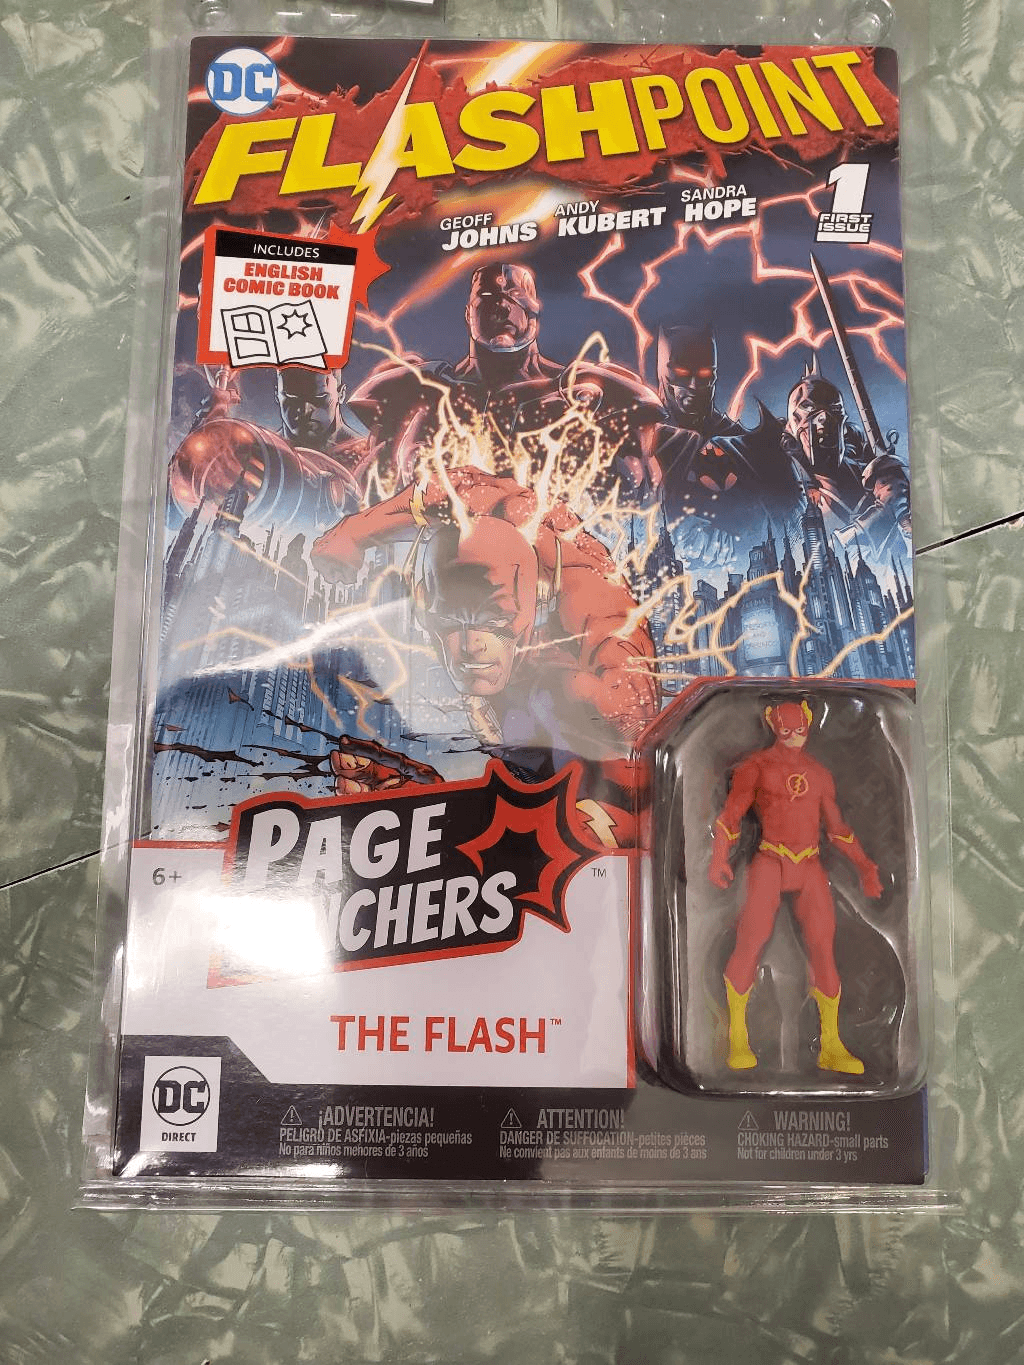 DC
FLASHPOINT
GEOFF JOHNS
ANDY KUBERT
SANDRA HOPE
1
FIRST
ISSUE
INCLUDES
ENGLISH
COMIC BOOK
6+
PAGE
CHERS
TM
THE FLASH™
DC
DIRECT
¡ADVERTENCIA!
PELIGRO DE ASFIXIA-piezas pequeñas
No para niños menores de 3 años
ATTENTION!
DANGER DE SUFFOCATION-petites pièces
Ne convient pas aux enfants de moins de 3 ans
WARNING!
CHOKING HAZARD-small parts
Not for children under 3 yrs